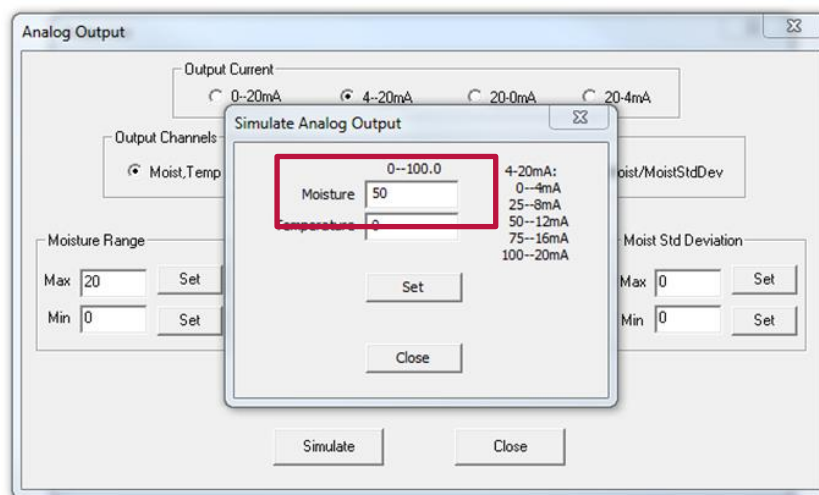 Analog Output
Output Current
0--20mA 4--20mA 20-0mA 20-4mA
Output Channels
Moist,Temp oist/MoistStdDev
Simulate Analog Output
0--100.0
Moisture 50
Temperature 0
4-20mA:
0--4mA
25--8mA
50--12mA
75--16mA
100--20mA
Set
Close
Moisture Range
Max 20 Set
Min 0 Set
Moist Std Deviation
Max 0 Set
Min 0 Set
Simulate Close